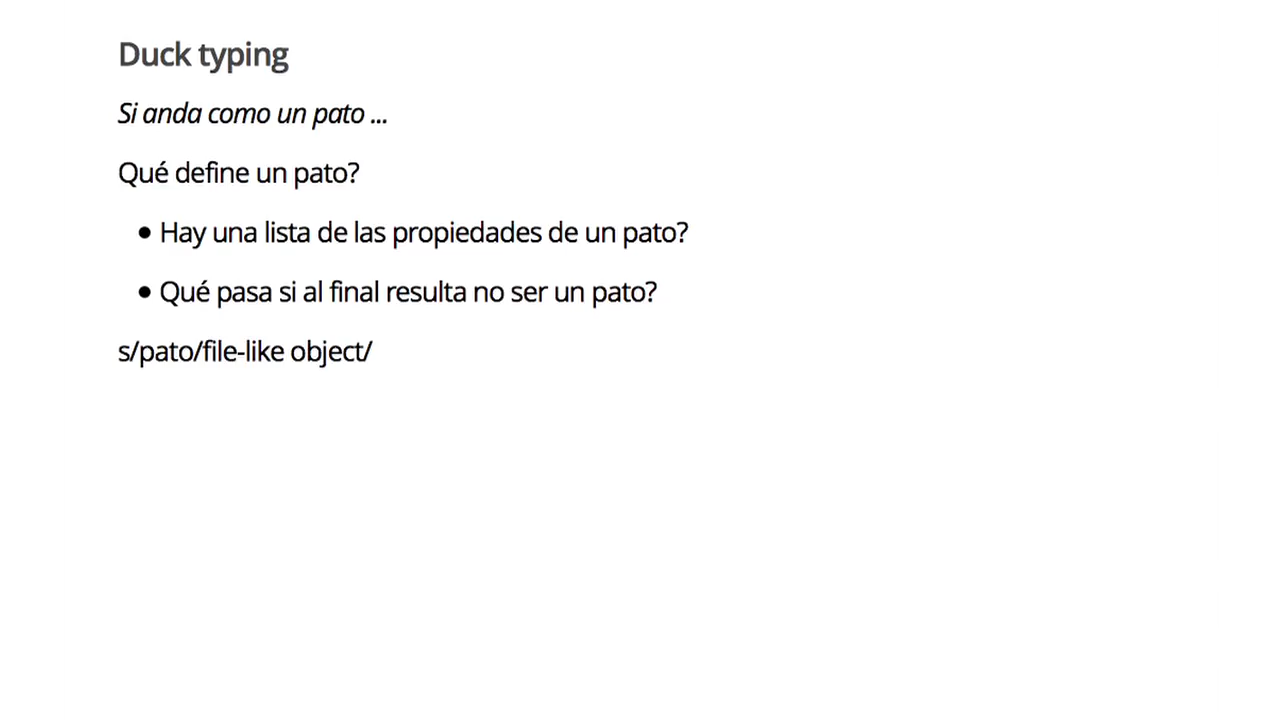 Duck typing
Si anda como un pato ...
Qué define un pato?
● Hay una lista de las propiedades de un pato?
● Qué pasa si al final resulta no ser un pato?
s/pato/file-like object/